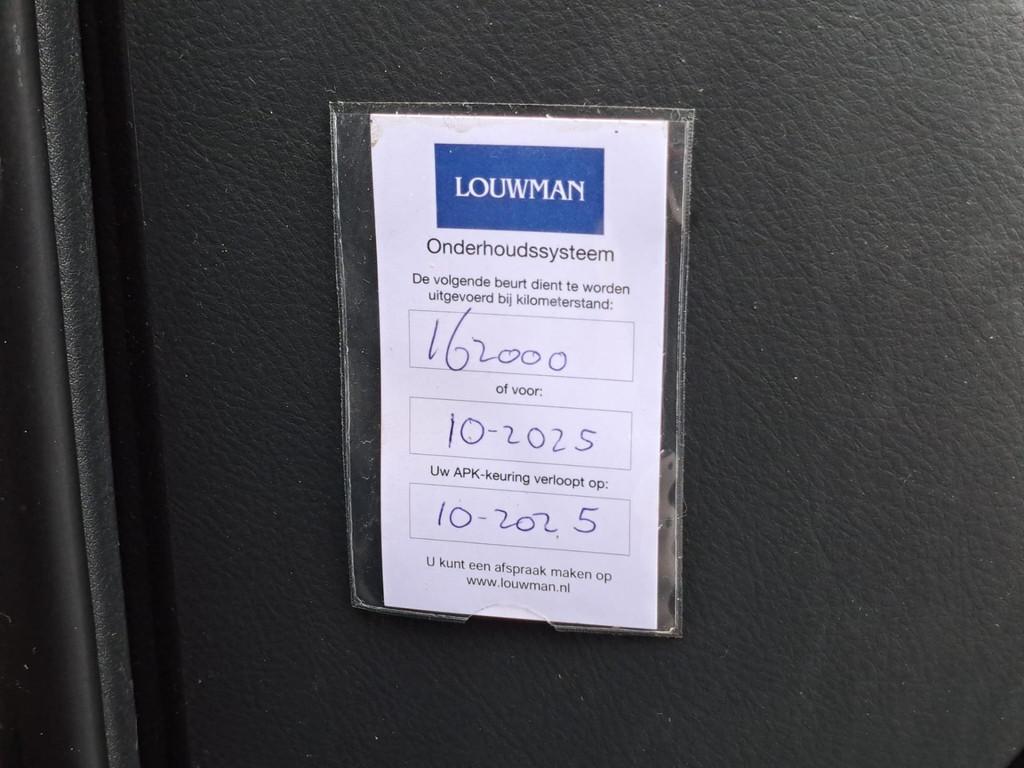 LOUWMAN
Onderhoudssysteem
De volgende beurt dient te worden
uitgevoerd bij kilometerstand:
162000
of voor:
10-2025
Uw APK-keuring verloopt op:
10-2025
U kunt een afspraak maken op
www.louwman.nl